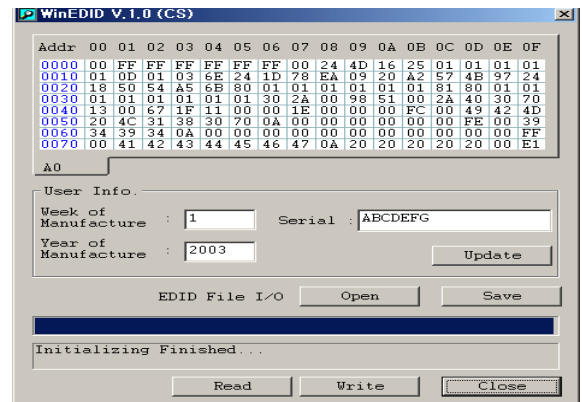 WinEDID V.1.0 (CS)
Addr 00 01 02 03 04 05 06 07 08 09 0A 0B 0C 0D 0E 0F
0000 00 FF FF FF FF FF FF 00 24 4D 16 25 01 01 01 01
0010 01 0D 01 03 6E 24 1D 78 EA 09 20 A2 57 4B 97 24
0020 18 50 54 A5 6B 80 01 01 01 01 01 01 81 80 01 01
0030 01 01 01 01 01 01 30 2A 00 98 51 00 2A 40 30 70
0040 13 00 67 1F 11 00 00 1E 00 00 00 FC 00 49 42 4D
0050 20 4C 31 38 30 70 0A 00 00 00 00 00 00 FE 00 39
0060 34 39 34 0A 00 00 00 00 00 00 00 00 00 00 00 FF
0070 00 41 42 43 44 45 46 47 0A 20 20 20 20 20 00 E1
A0
User Info.
Week of Manufacture : 1 Serial : ABCDEFG
Year of Manufacture : 2003
Update
EDID File I/O Open Save
Initializing Finished...
Read Write Close